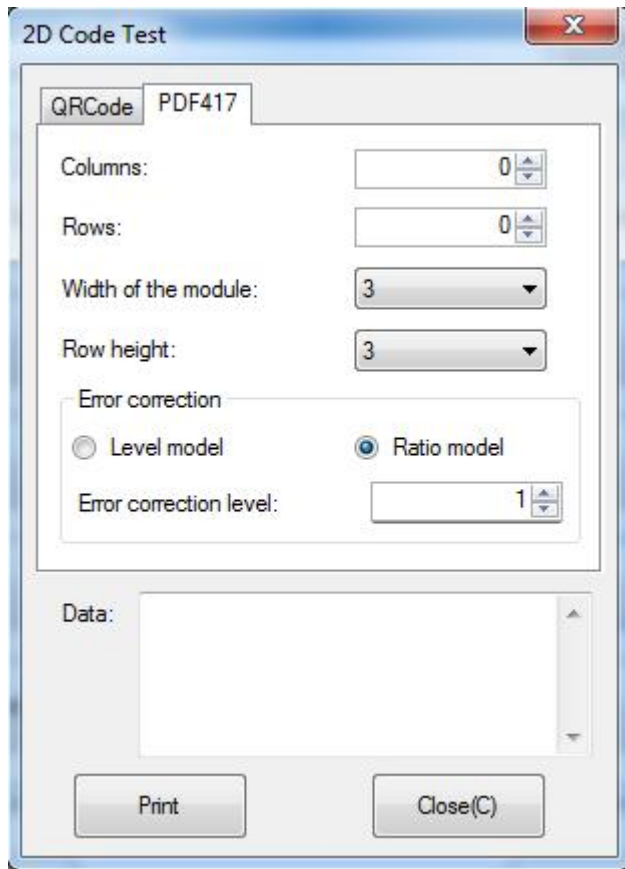 2D Code Test
QRCode PDF417
Columns: 0
Rows: 0
Width of the module: 3
Row height: 3
Error correction
Level model Ratio model
Error correction level: 1
Data:
Print Close(C)